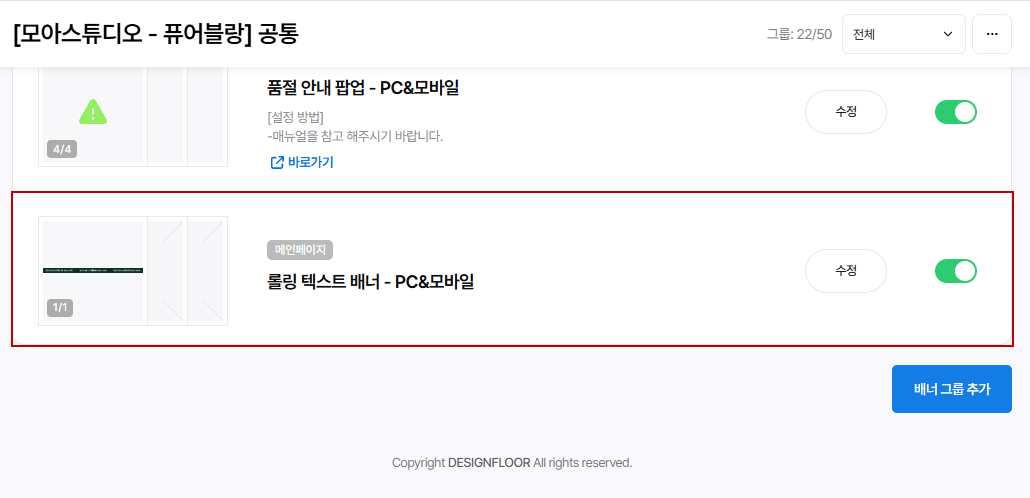 [모아스튜디오 - 퓨어블랑] 공통
그룹: 22/50
전체
품절 안내 팝업 - PC&모바일
[설정 방법]
-매뉴얼을 참고 해주시기 바랍니다.
바로가기
4/4
수정
메인페이지
롤링 텍스트 배너 - PC&모바일
1/1
수정
배너 그룹 추가
Copyright DESIGNFLOOR All rights reserved.